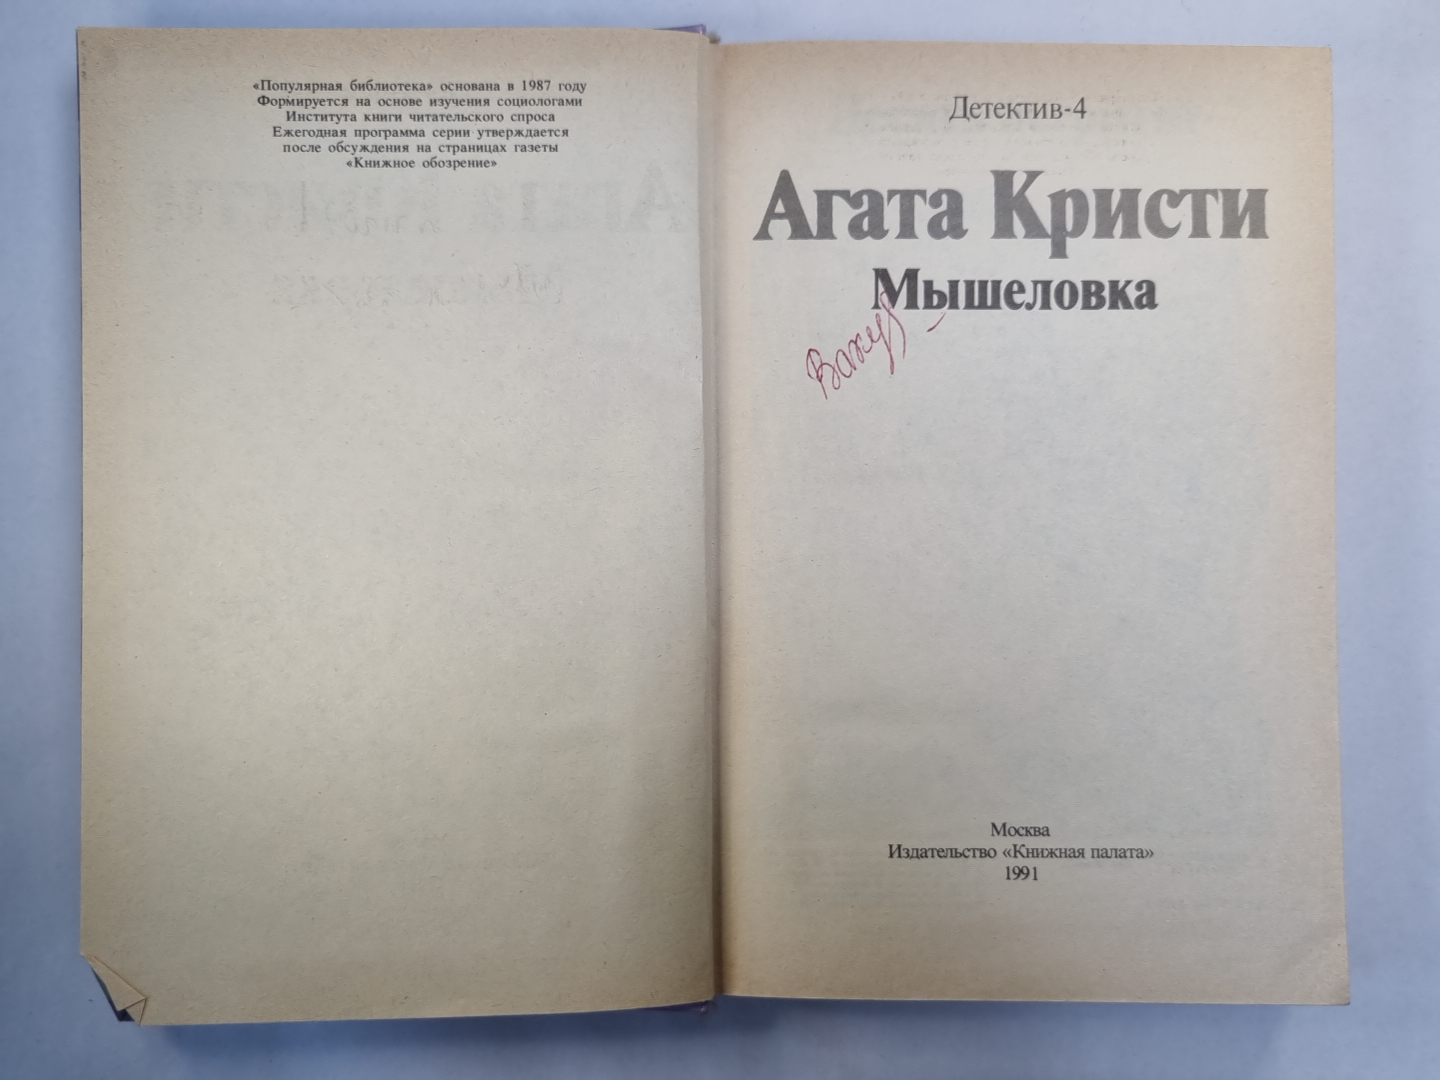 «Популярная библиотека» основана в 1987 году
Формируется на основе изучения социологами
Института книги читательского спроса
Ежегодная программа серии утверждается
после обсуждения на страницах газеты
«Книжное обозрение»
Детектив-4
Агата Кристи
Мышеловка
Москва
Издательство «Книжная палата»
1991